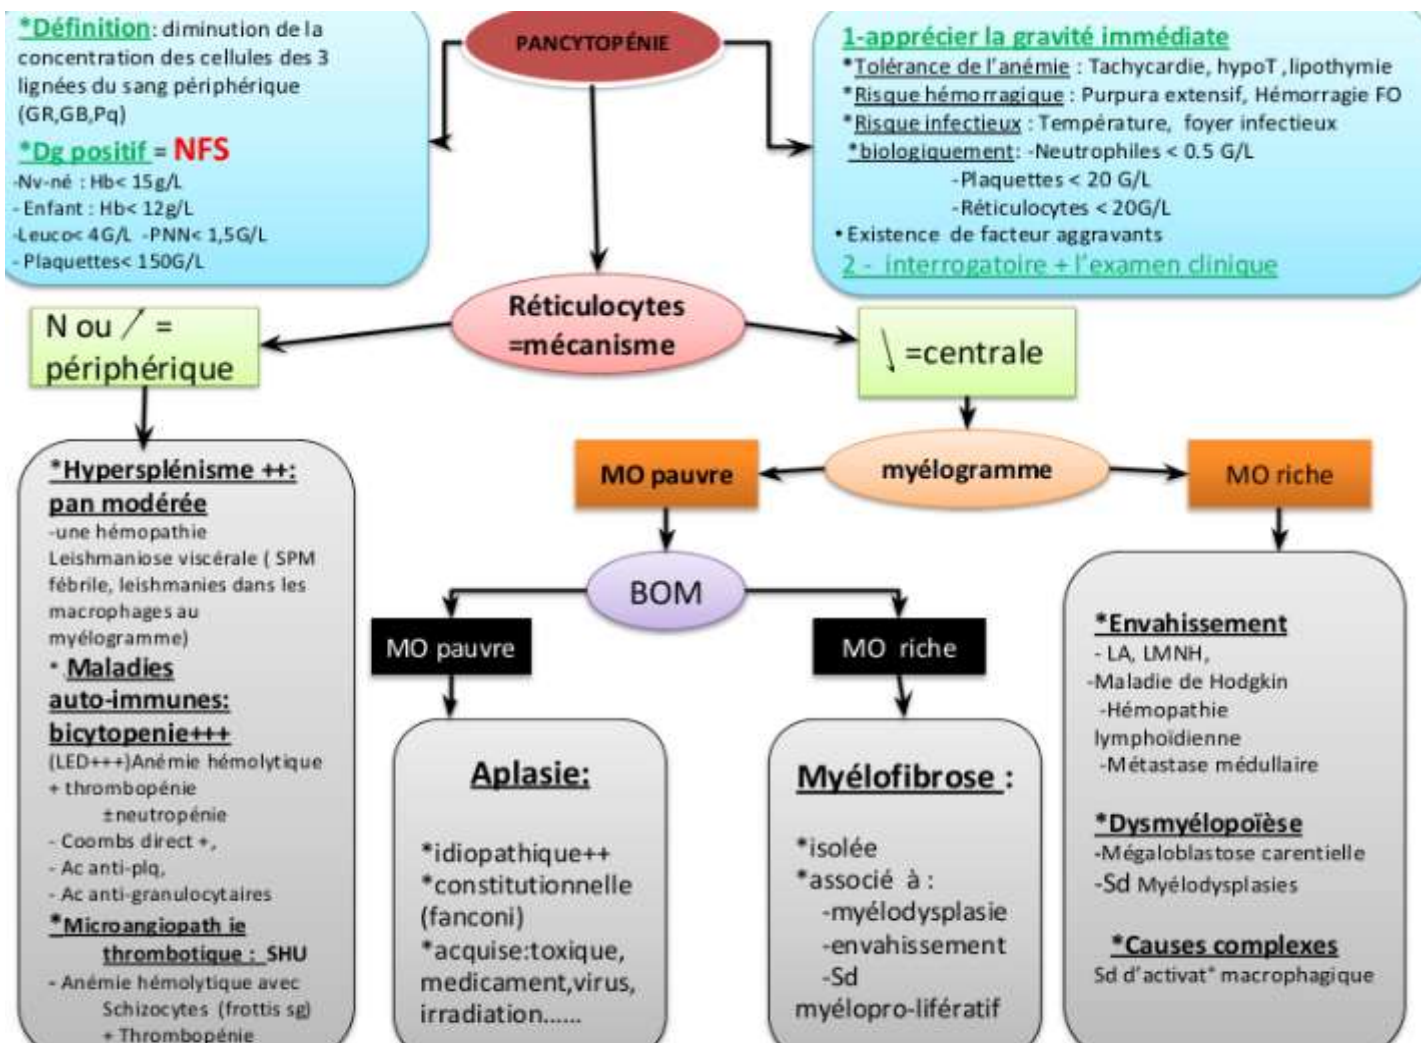 *Définition: diminution de la
concentration des cellules des 3
lignées du sang périphérique
(GR,GB,Pq)
*Dg positif = NFS
-Nv-né : Hb< 15g/L
- Enfant : Hb< 12g/L
-Leuco< 4G/L -PNN< 1,5G/L
- Plaquettes< 150G/L
PANCYTOPÉNIE
1-apprécier la gravité immédiate
*Tolérance de l'anémie : Tachycardie, hypoT ,lipothymie
*Risque hémorragique : Purpura extensif, Hémorragie FO
*Risque infectieux : Température, foyer infectieux
*biologiquement: -Neutrophiles < 0.5 G/L
-Plaquettes < 20 G/L
-Réticulocytes < 20G/L
• Existence de facteur aggravants
2 - interrogatoire + l'examen clinique
Réticulocytes
=mécanisme
N ou ↗ =
périphérique
↘ =centrale
*Hypersplénisme ++:
pan modérée
-une hémopathie
Leishmaniose viscérale ( SPM
fébrile, leishmanies dans les
macrophages au
myélogramme)
* Maladies
auto-immunes:
bicytopenie+++
(LED+++)Anémie hémolytique
+ thrombopénie
±neutropénie
- Coombs direct +,
- Ac anti-plq,
- Ac anti-granulocytaires
*Microangiopath ie
thrombotique : SHU
- Anémie hémolytique avec
Schizocytes (frottis sg)
+ Thrombopénie
myélogramme
MO pauvre
MO riche
BOM
MO pauvre
MO riche
Aplasie:
*idiopathique++
*constitutionnelle
(fanconi)
*acquise:toxique,
medicament,virus,
irradiation......
Myélofibrose :
*isolée
*associé à :
-myélodysplasie
-envahissement
-Sd
myélopro-lifératif
*Envahissement
- LA, LMNH,
-Maladie de Hodgkin
-Hémopathie
lymphoïdienne
-Métastase médullaire
*Dysmyélopoïèse
-Mégaloblastose carentielle
-Sd Myélodysplasies
*Causes complexes
Sd d'activat° macrophagique